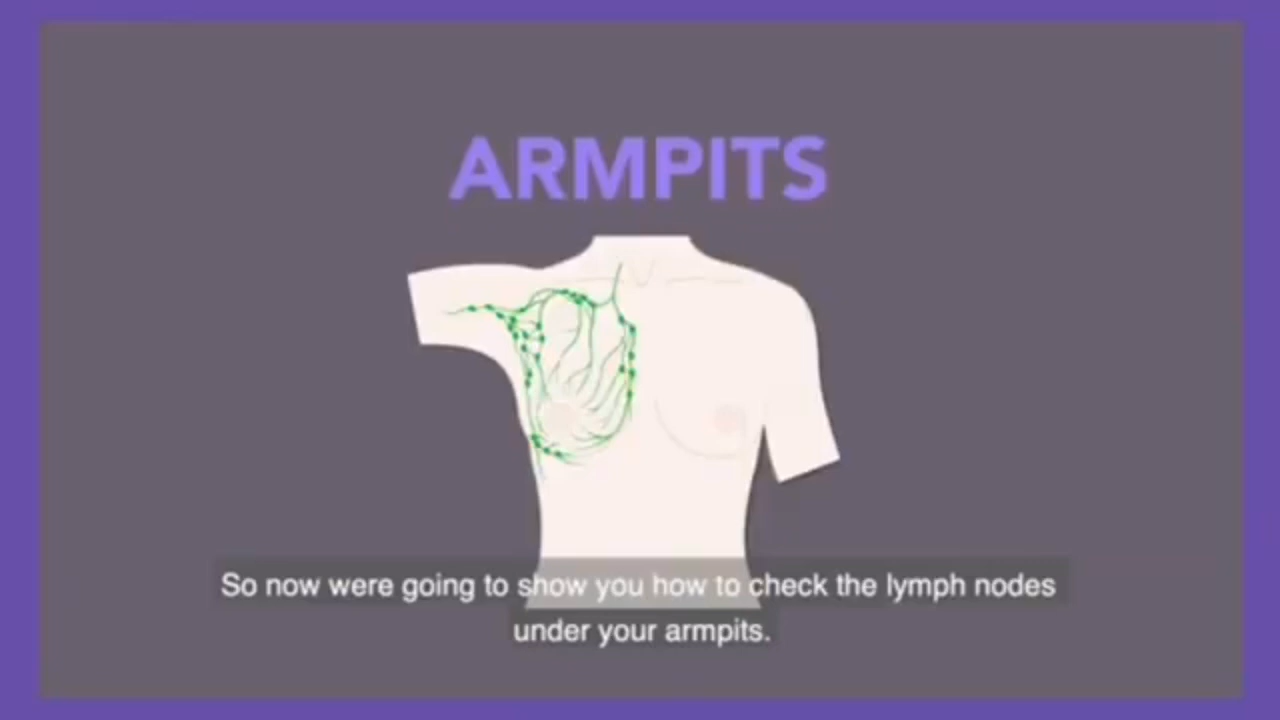 ARMPITS
So now were going to show you how to check the lymph nodes
under your armpits.